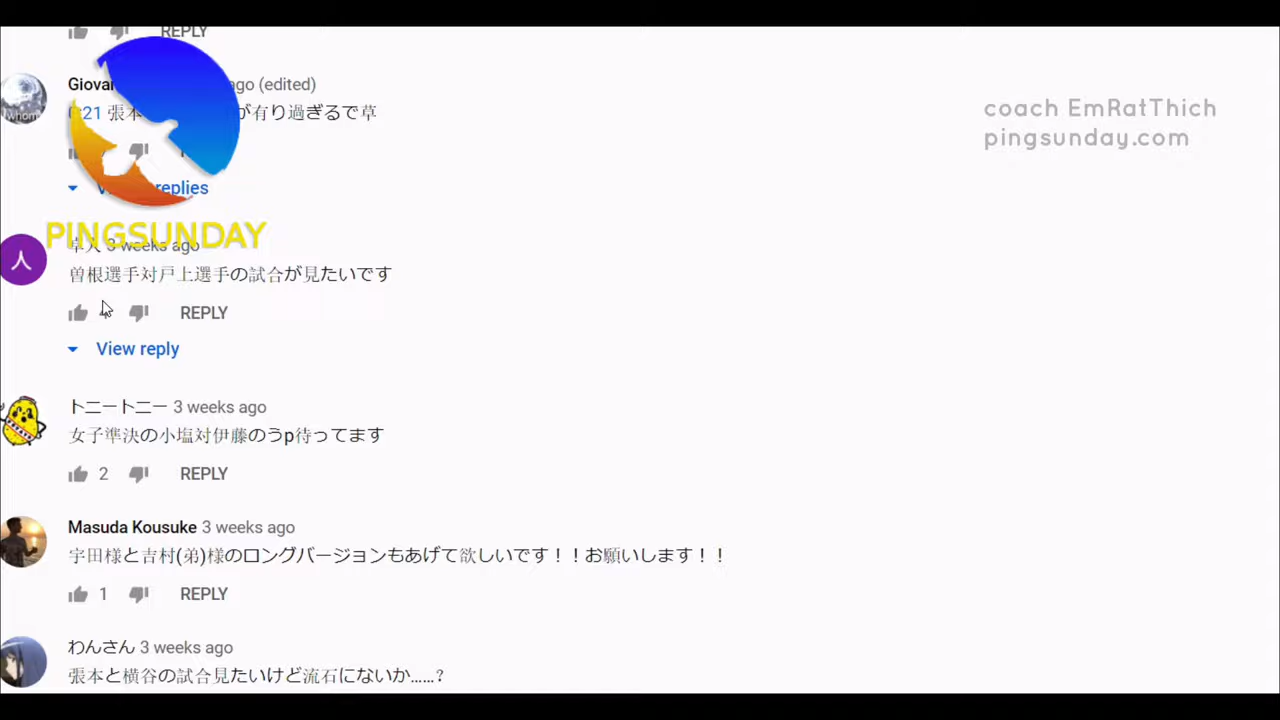 REPLY
coach EmRatThich
pingsunday.com
ago (edited)
21 張本 が有り過ぎるで草
replies
PINGSUNDAY
3 weeks ago
人
曽根選手対戸上選手の試合が見たいです
REPLY
View reply
トニートニー 3 weeks ago
女子準決の小塩対伊藤のうp待ってます
2 REPLY
Masuda Kousuke 3 weeks ago
宇田様と吉村(弟)様のロングバージョンもあげて欲しいです！！お願いします！！
1 REPLY
わんさん 3 weeks ago
張本と横谷の試合見たいけど流石にないか……？